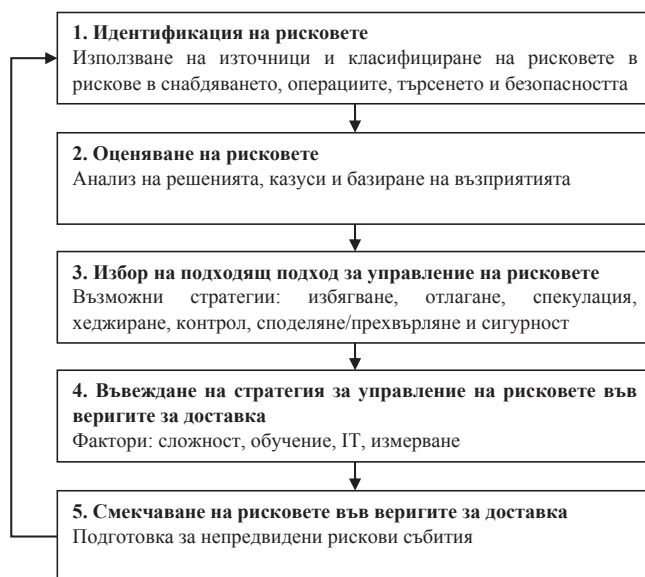 1. Идентификация на рисковете
Използване на източници и класифициране на рисковете в
рискове в снабдяването, операциите, търсенето и безопасността
2. Оценяване на рисковете
Анализ на решенията, казуси и базиране на възприятията
3. Избор на подходящ подход за управление на рисковете
Възможни стратегии: избягване, отлагане, спекулация,
хеджиране, контрол, споделяне/прехвърляне и сигурност
4. Въвеждане на стратегия за управление на рисковете във
веригите за доставка
Фактори: сложност, обучение, IT, измерване
5. Смекчаване на рисковете във веригите за доставка
Подготовка за непредвидени рискови събития